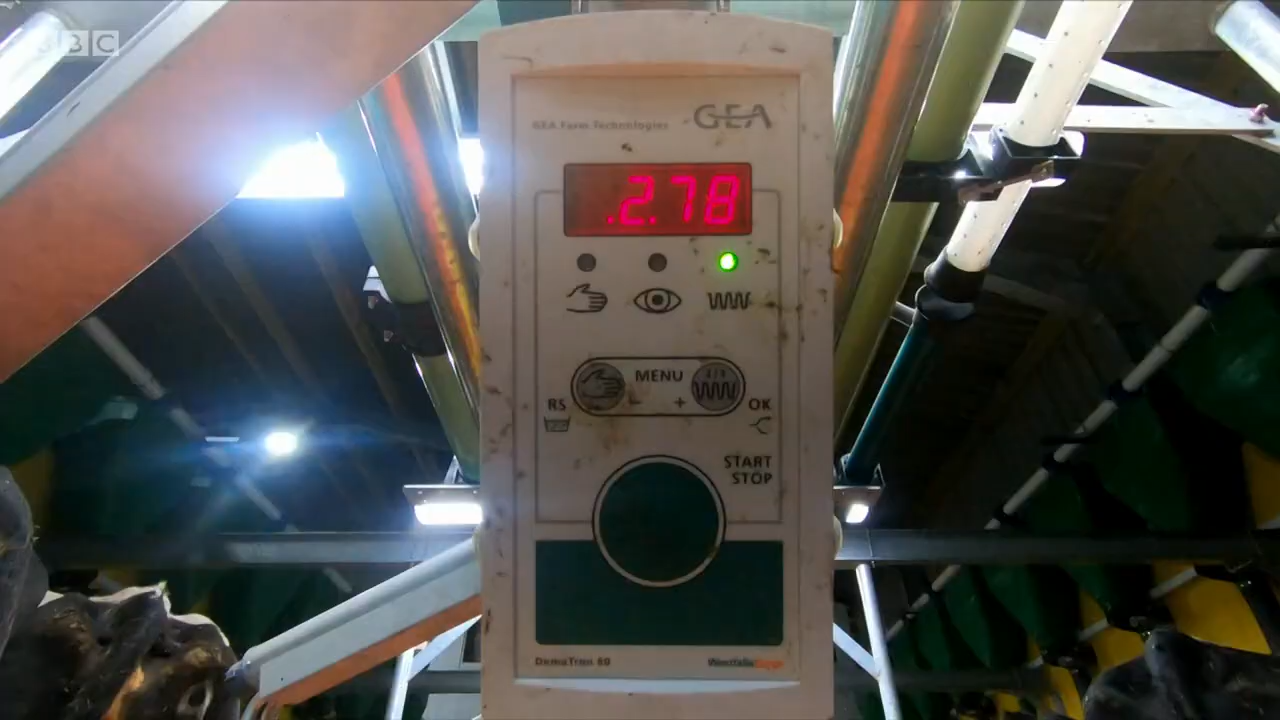 BBC
GEA
GEA Farm Technologies
.2.78
MENU
RS
+
OK
START
STOP
DemaTron 60
WestfaliaSurge